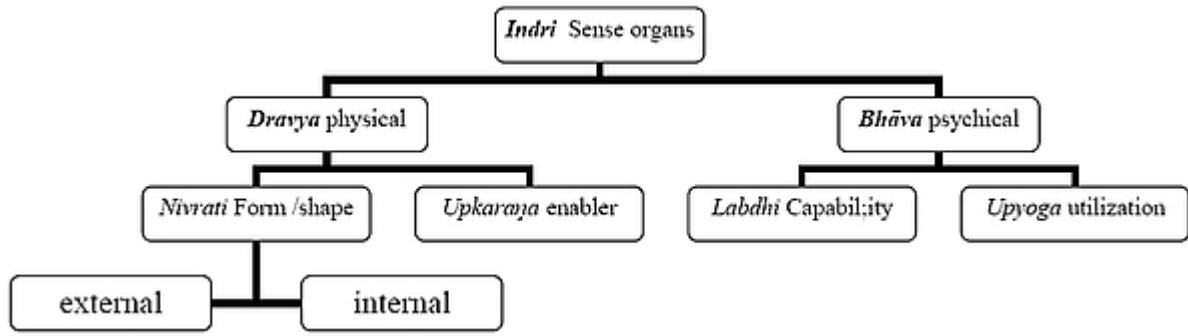 Indri Sense organs
Dravya physical
Bhāva psychical
Nivrati Form /shape
Upkaraṇa enabler
Labdhi Capabil;ity
Upyoga utilization
external
internal